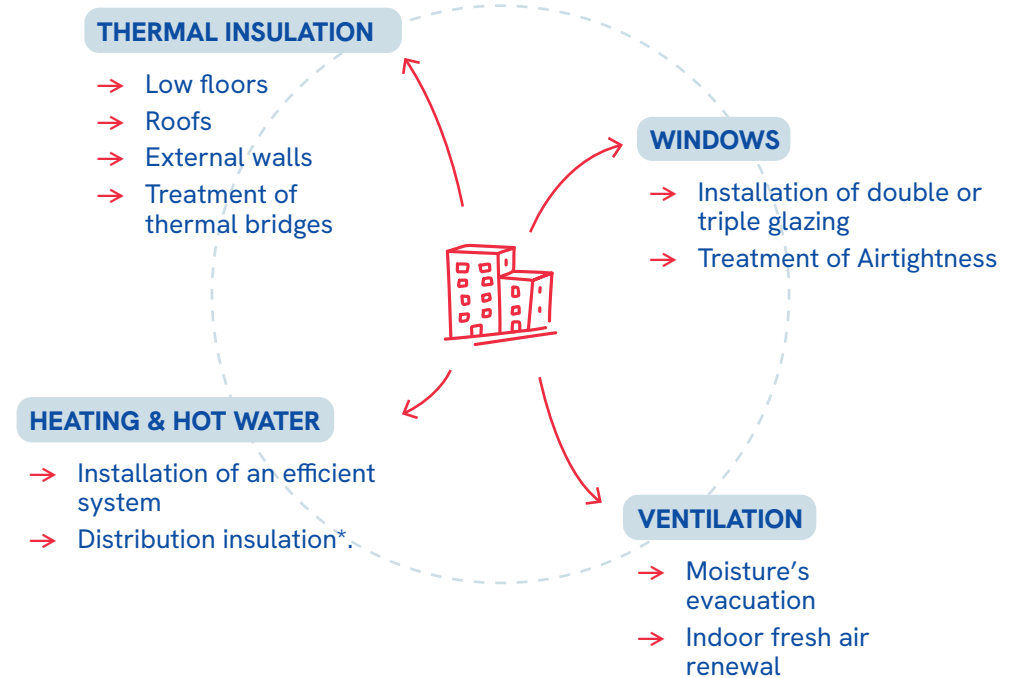 THERMAL INSULATION
Low floors
Roofs
External walls
Treatment of
thermal bridges
WINDOWS
Installation of double or
triple glazing
Treatment of Airtightness
HEATING & HOT WATER
Installation of an efficient
system
Distribution insulation*.
VENTILATION
Moisture’s
evacuation
Indoor fresh air
renewal